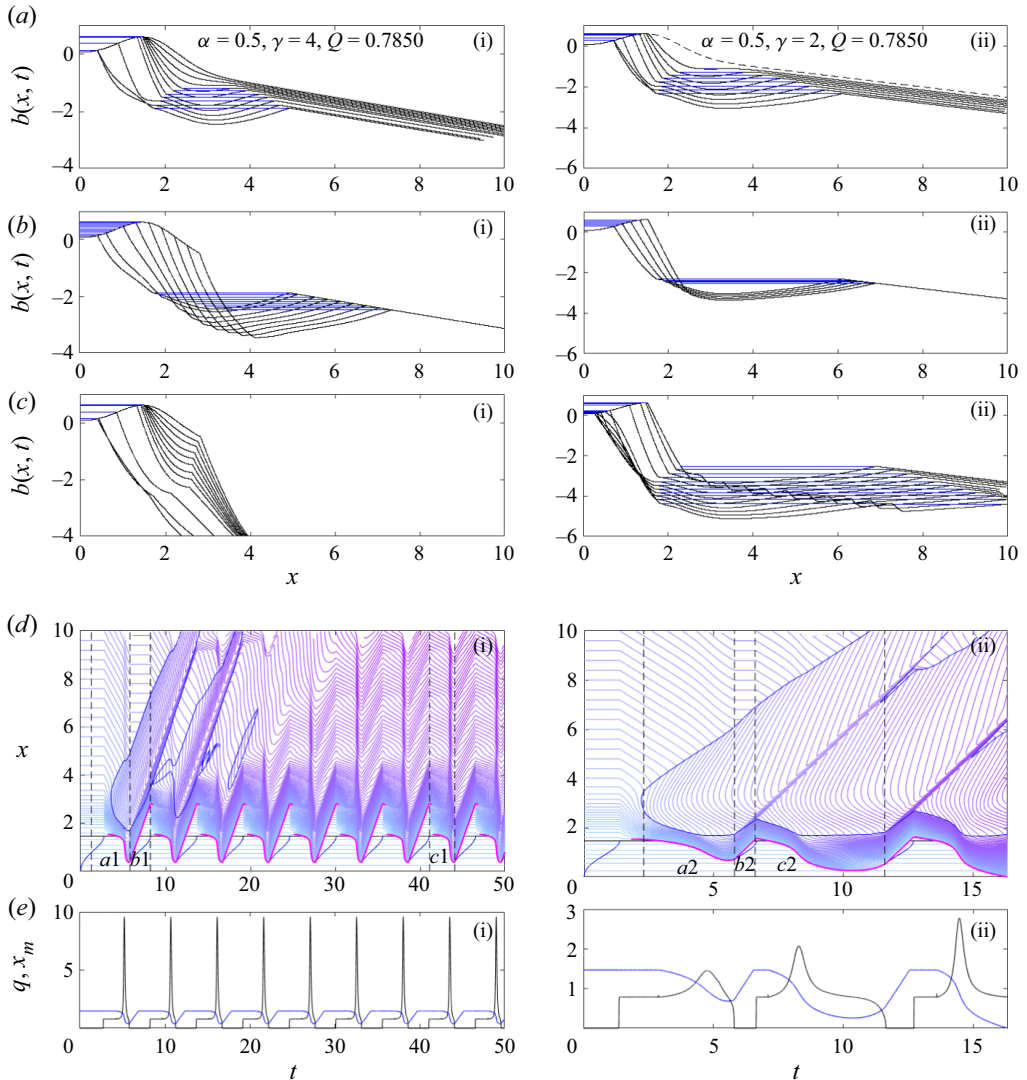 (a)
α = 0.5, γ = 4, Q = 0.7850
(i)
α = 0.5, γ = 2, Q = 0.7850
(ii)
b(x, t)
0
−2
−4
0 2 4 6 8 10
b(x, t)
0
−2
−4
−6
0 2 4 6 8 10
(b)
(i)
(ii)
b(x, t)
0
−2
−4
0 2 4 6 8 10
0
−2
−4
−6
0 2 4 6 8 10
(c)
(i)
(ii)
b(x, t)
0
−2
−4
0 2 4 6 8 10
x
0
−2
−4
−6
0 2 4 6 8 10
x
(d)
(i)
(ii)
x
10
8
6
4
2
0
a1 b1 c1
10 20 30 40 50
10
8
6
4
2
0
a2 b2 c2
5 10 15
(e)
(i)
(ii)
q, x_m
10
5
0 10 20 30 40 50
t
3
2
1
0
5 10 15
t